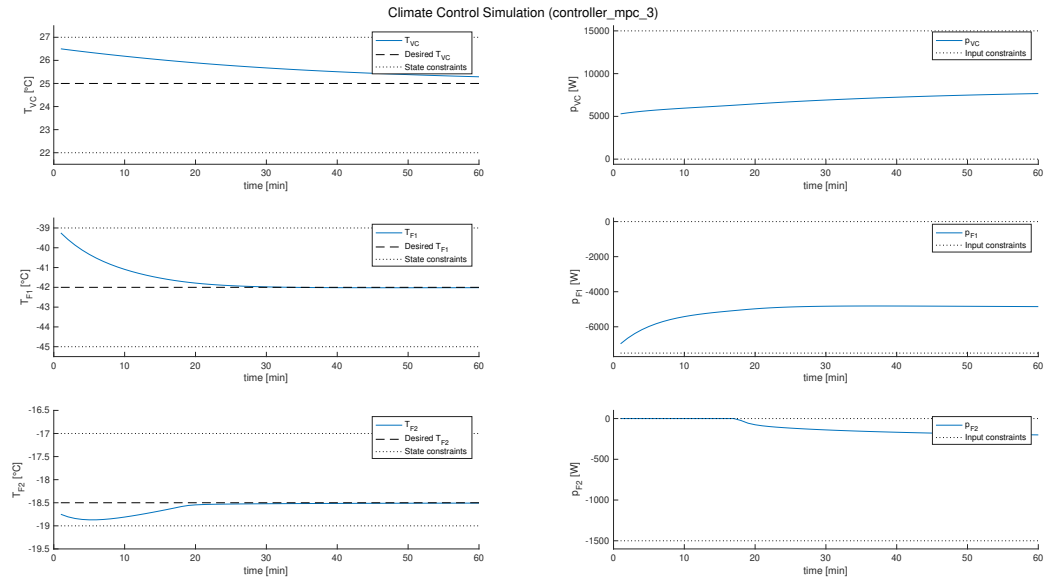 Climate Control Simulation (controller_mpc_3)
T_VC [°C]
27
26
25
24
23
22
0 10 20 30 40 50 60
time [min]
T_VC
Desired T_VC
State constraints
p_VC [W]
15000
10000
5000
0
0 10 20 30 40 50 60
time [min]
p_VC
Input constraints
T_F1 [°C]
-39
-40
-41
-42
-43
-44
-45
0 10 20 30 40 50 60
time [min]
T_F1
Desired T_F1
State constraints
p_F1 [W]
0
-2000
-4000
-6000
0 10 20 30 40 50 60
time [min]
p_F1
Input constraints
T_F2 [°C]
-16.5
-17
-17.5
-18
-18.5
-19
-19.5
0 10 20 30 40 50 60
time [min]
T_F2
Desired T_F2
State constraints
p_F2 [W]
0
-500
-1000
-1500
0 10 20 30 40 50 60
time [min]
p_F2
Input constraints